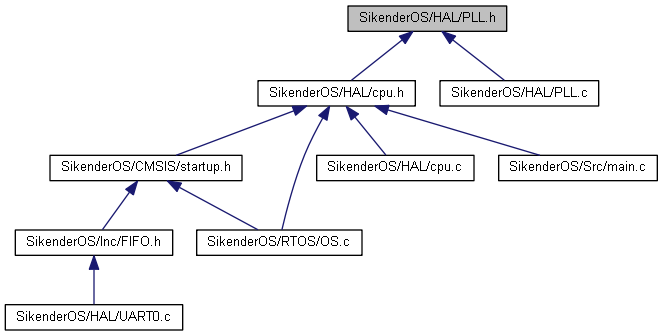 SikenderOS/HAL/PLL.h
SikenderOS/HAL/cpu.h
SikenderOS/HAL/PLL.c
SikenderOS/CMSIS/startup.h
SikenderOS/HAL/cpu.c
SikenderOS/Src/main.c
SikenderOS/Inc/FIFO.h
SikenderOS/RTOS/OS.c
SikenderOS/HAL/UART0.c